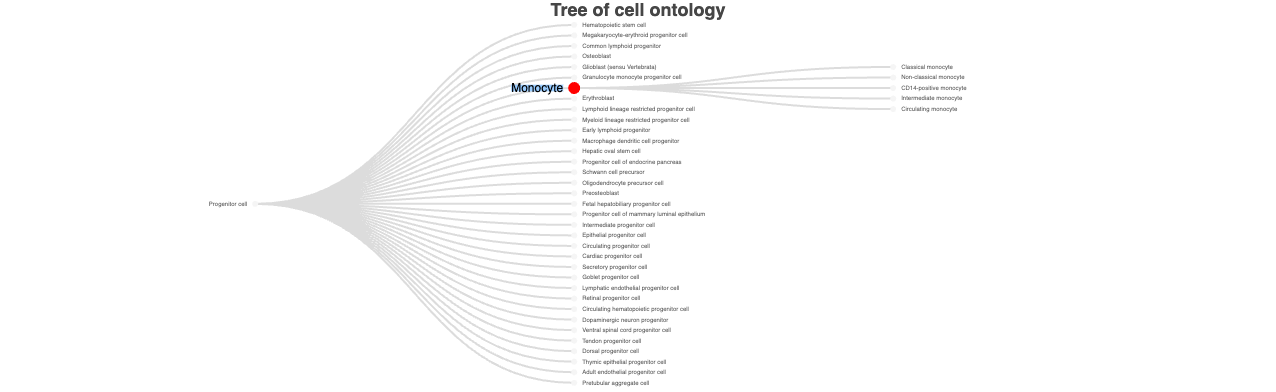 Tree of cell ontology
Hematopoietic stem cell
Megakaryocyte-erythroid progenitor cell
Common lymphoid progenitor
Osteoblast
Glioblast (sensu Vertebrata)
Granulocyte monocyte progenitor cell
Monocyte
Classical monocyte
Non-classical monocyte
CD14-positive monocyte
Intermediate monocyte
Circulating monocyte
Erythroblast
Lymphoid lineage restricted progenitor cell
Myeloid lineage restricted progenitor cell
Early lymphoid progenitor
Macrophage dendritic cell progenitor
Hepatic oval stem cell
Progenitor cell of endocrine pancreas
Schwann cell precursor
Oligodendrocyte precursor cell
Preosteoblast
Progenitor cell
Fetal hepatobiliary progenitor cell
Progenitor cell of mammary luminal epithelium
Intermediate progenitor cell
Epithelial progenitor cell
Circulating progenitor cell
Cardiac progenitor cell
Secretory progenitor cell
Goblet progenitor cell
Lymphatic endothelial progenitor cell
Retinal progenitor cell
Circulating hematopoietic progenitor cell
Dopaminergic neuron progenitor
Ventral spinal cord progenitor cell
Tendon progenitor cell
Dorsal progenitor cell
Thymic epithelial progenitor cell
Adult endothelial progenitor cell
Pretubular aggregate cell